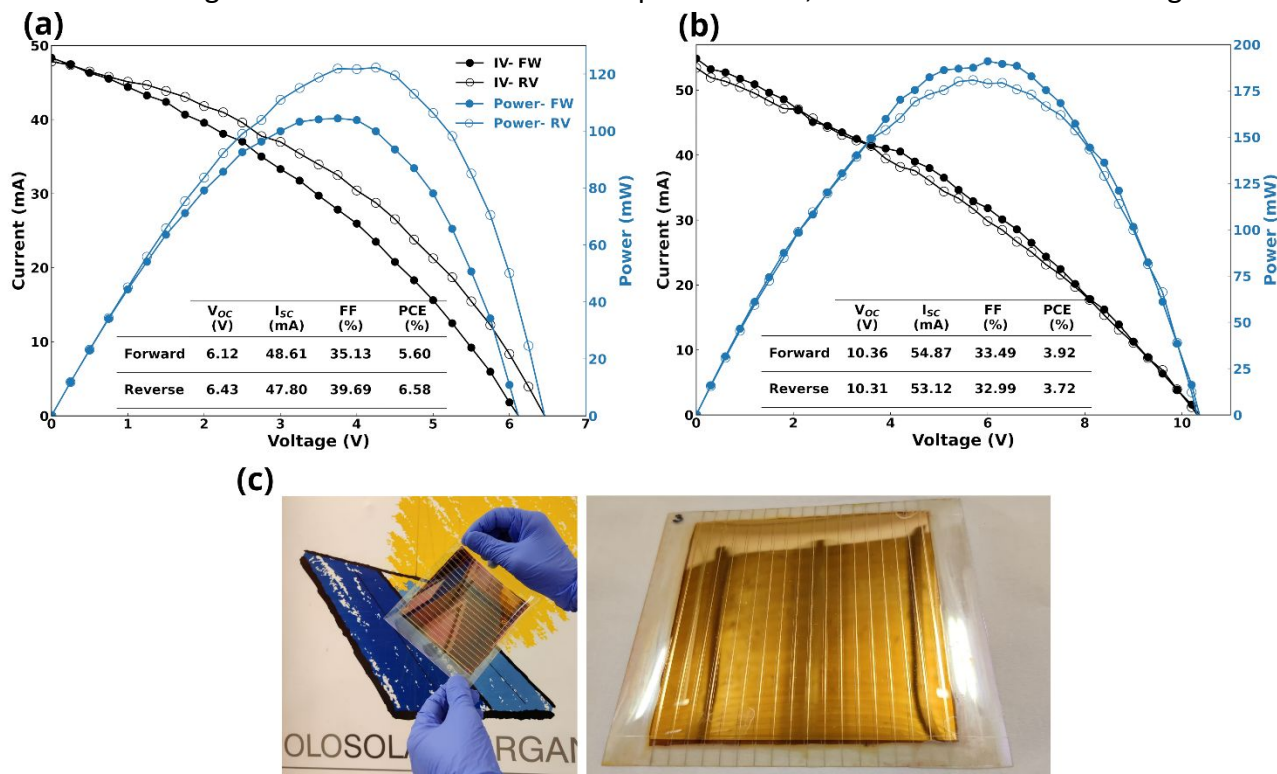 (a)
50
40
30
20
10
0
Current (mA)
IV- FW
IV- RV
Power- FW
Power- RV
120
100
80
60
40
20
0
Power (mW)
V_OC (V) I_SC (mA) FF (%) PCE (%)
Forward 6.12 48.61 35.13 5.60
Reverse 6.43 47.80 39.69 6.58
0 1 2 3 4 5 6 7
Voltage (V)
(b)
50
40
30
20
10
0
Current (mA)
200
175
150
125
100
75
50
25
0
Power (mW)
V_OC (V) I_SC (mA) FF (%) PCE (%)
Forward 10.36 54.87 33.49 3.92
Reverse 10.31 53.12 32.99 3.72
0 2 4 6 8 10
Voltage (V)
(c)
OLOSOLA RGAN